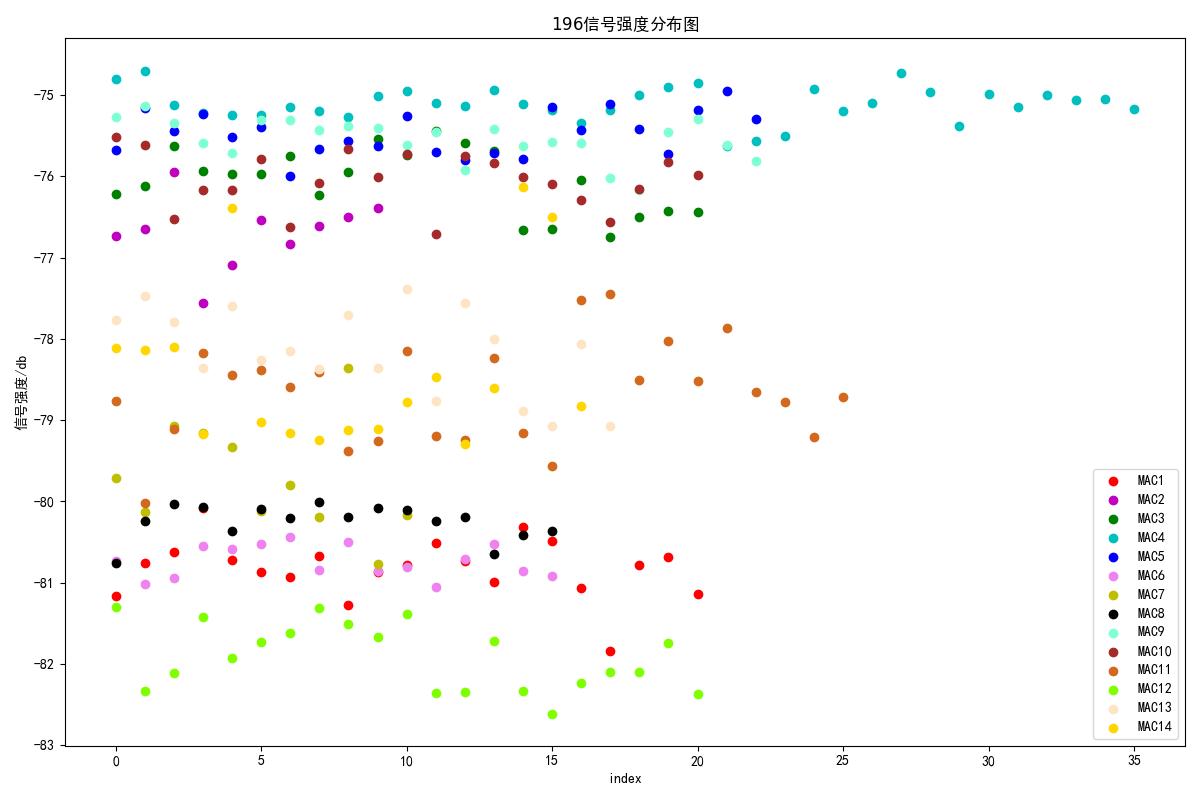 196信号强度分布图
信号强度/db
−75
−76
−77
−78
−79
−80
−81
−82
−83
0 5 10 15 20 25 30 35
index
MAC1
MAC2
MAC3
MAC4
MAC5
MAC6
MAC7
MAC8
MAC9
MAC10
MAC11
MAC12
MAC13
MAC14